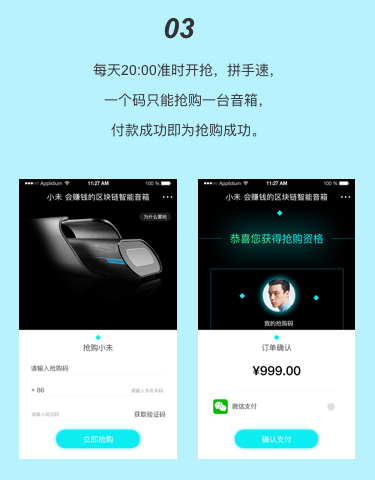 03
每天20:00准时开抢，拼手速，
一个码只能抢购一台音箱，
付款成功即为抢购成功。
Applidium 11:27 AM 100 %
小未 会赚钱的区块链智能音箱
为什么要抢
抢购小未
请输入抢购码
+ 86 请输入手机号码
请输入验证码 获取验证码
立即抢购
Applidium 11:27 AM 100 %
小未 会赚钱的区块链智能音箱
恭喜您获得抢购资格
我的抢购码
订单确认
¥999.00
微信支付
确认支付